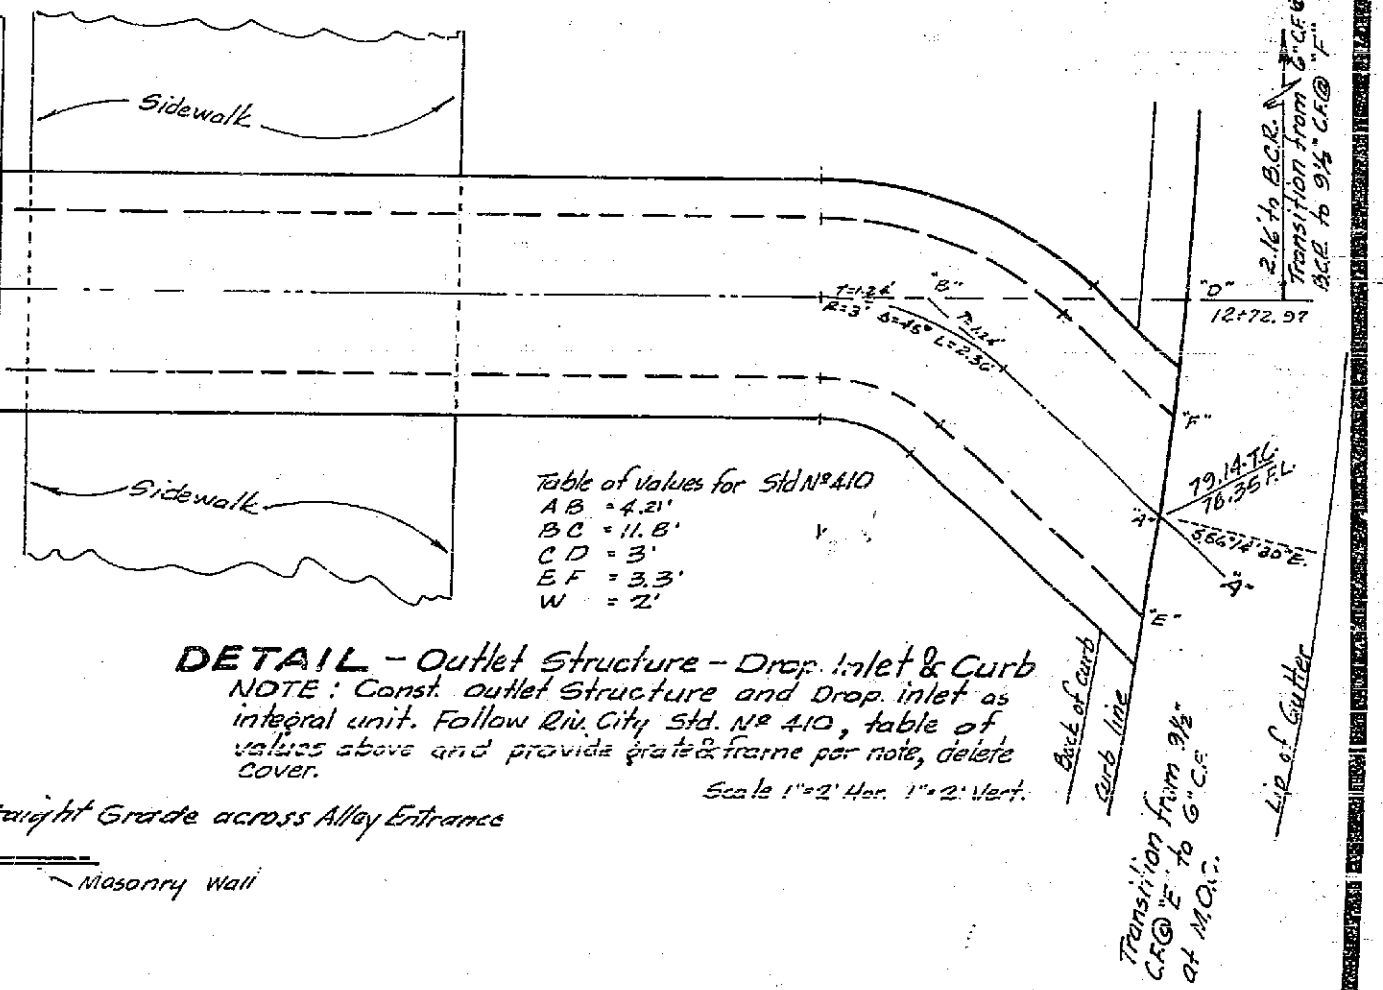 Sidewalk
2.16' to B.C.R.
Transition from 6" C.F.@
B.C.R. to 9½" C.F.@ "F"
T=1.24'
R=3' Δ=45° L=2.36'
"B"
T=1.24'
"D"
12+72.97
"F"
79.14 T.C.
78.35 F.L.
"A"
S66°14'30"E.
"A"
"E"
Sidewalk
Table of values for Std Nº 410
AB = 4.21'
BC = 11.8'
CD = 3'
EF = 3.3'
W = 2'
DETAIL - Outlet Structure - Drop Inlet & Curb
NOTE: Const. outlet Structure and Drop inlet as
integral unit. Follow Riv. City Std. Nº 410, table of
values above and provide grate & frame per note, delete
cover.
Scale 1"=2' Hor. 1"=2' Vert.
Back of curb
Curb line
Transition from 9½"
C.F.@ "E" to 6" C.F.
at
Lip of Gutter
Grade across Alley Entrance
Masonry Wall